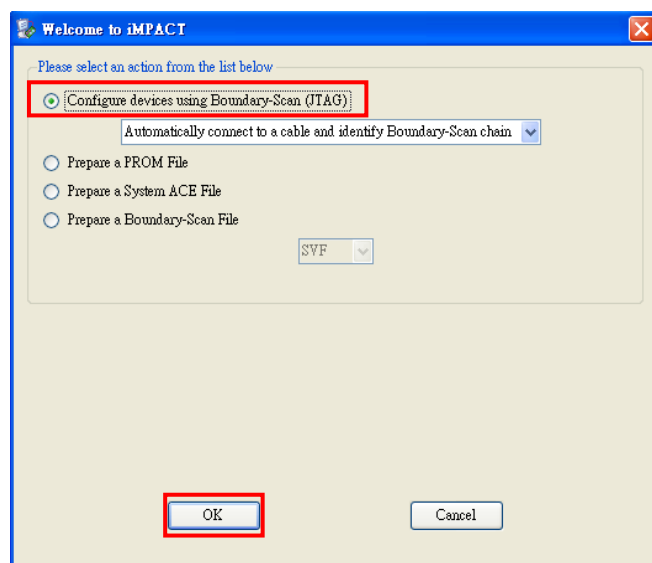 Welcome to iMPACT
Please select an action from the list below
Configure devices using Boundary-Scan (JTAG)
Automatically connect to a cable and identify Boundary-Scan chain
Prepare a PROM File
Prepare a System ACE File
Prepare a Boundary-Scan File
SVF
OK
Cancel